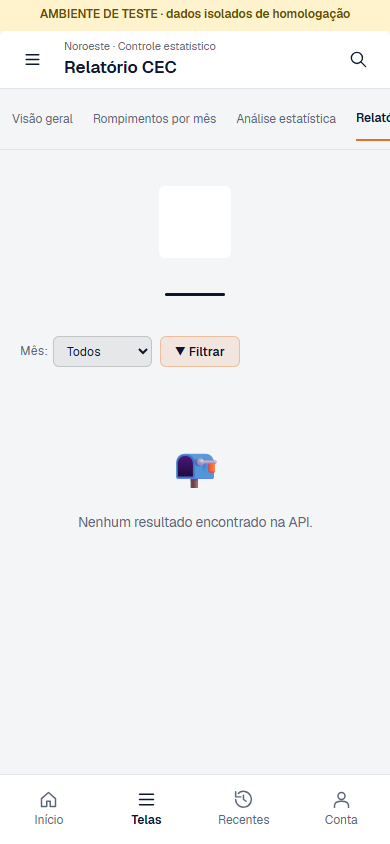 AMBIENTE DE TESTE · dados isolados de homologação
Noroeste · Controle estatístico
Relatório CEC
Visão geral
Rompimentos por mês
Análise estatística
Relató
Mês:
Todos
▼ Filtrar
Nenhum resultado encontrado na API.
Início
Telas
Recentes
Conta